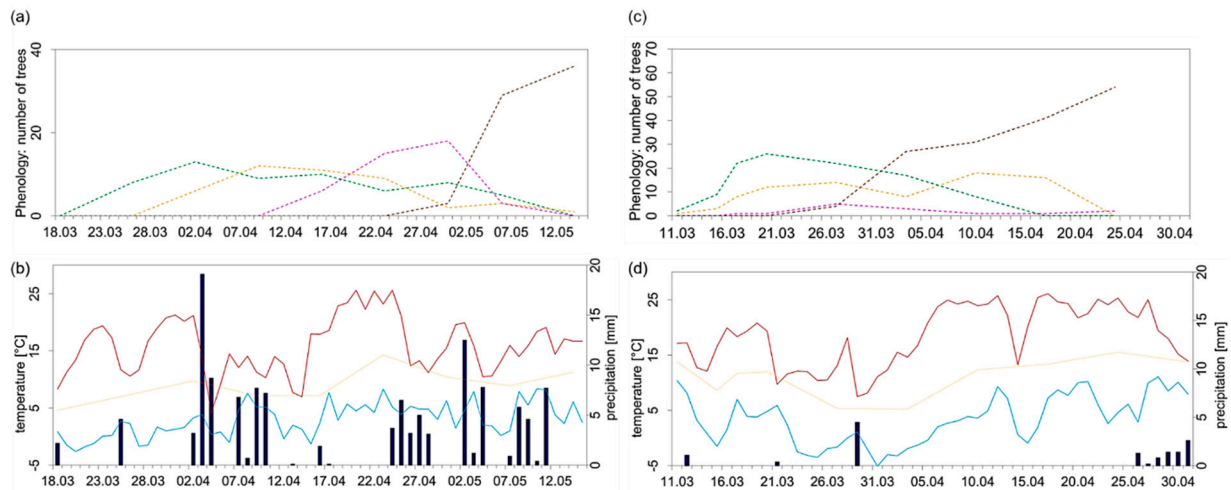 (a)
Phenology: number of trees
40
20
0
18.03 23.03 28.03 02.04 07.04 12.04 17.04 22.04 27.04 02.05 07.05 12.05
(b)
temperature [°C]
25
15
5
-5
20
15
10
5
0
precipitation [mm]
18.03 23.03 28.03 02.04 07.04 12.04 17.04 22.04 27.04 02.05 07.05 12.05
(c)
Phenology: number of trees
70
60
50
40
30
20
10
0
11.03 16.03 21.03 26.03 31.03 05.04 10.04 15.04 20.04 25.04 30.04
(d)
temperature [°C]
25
15
5
-5
20
15
10
5
0
precipitation [mm]
11.03 16.03 21.03 26.03 31.03 05.04 10.04 15.04 20.04 25.04 30.04